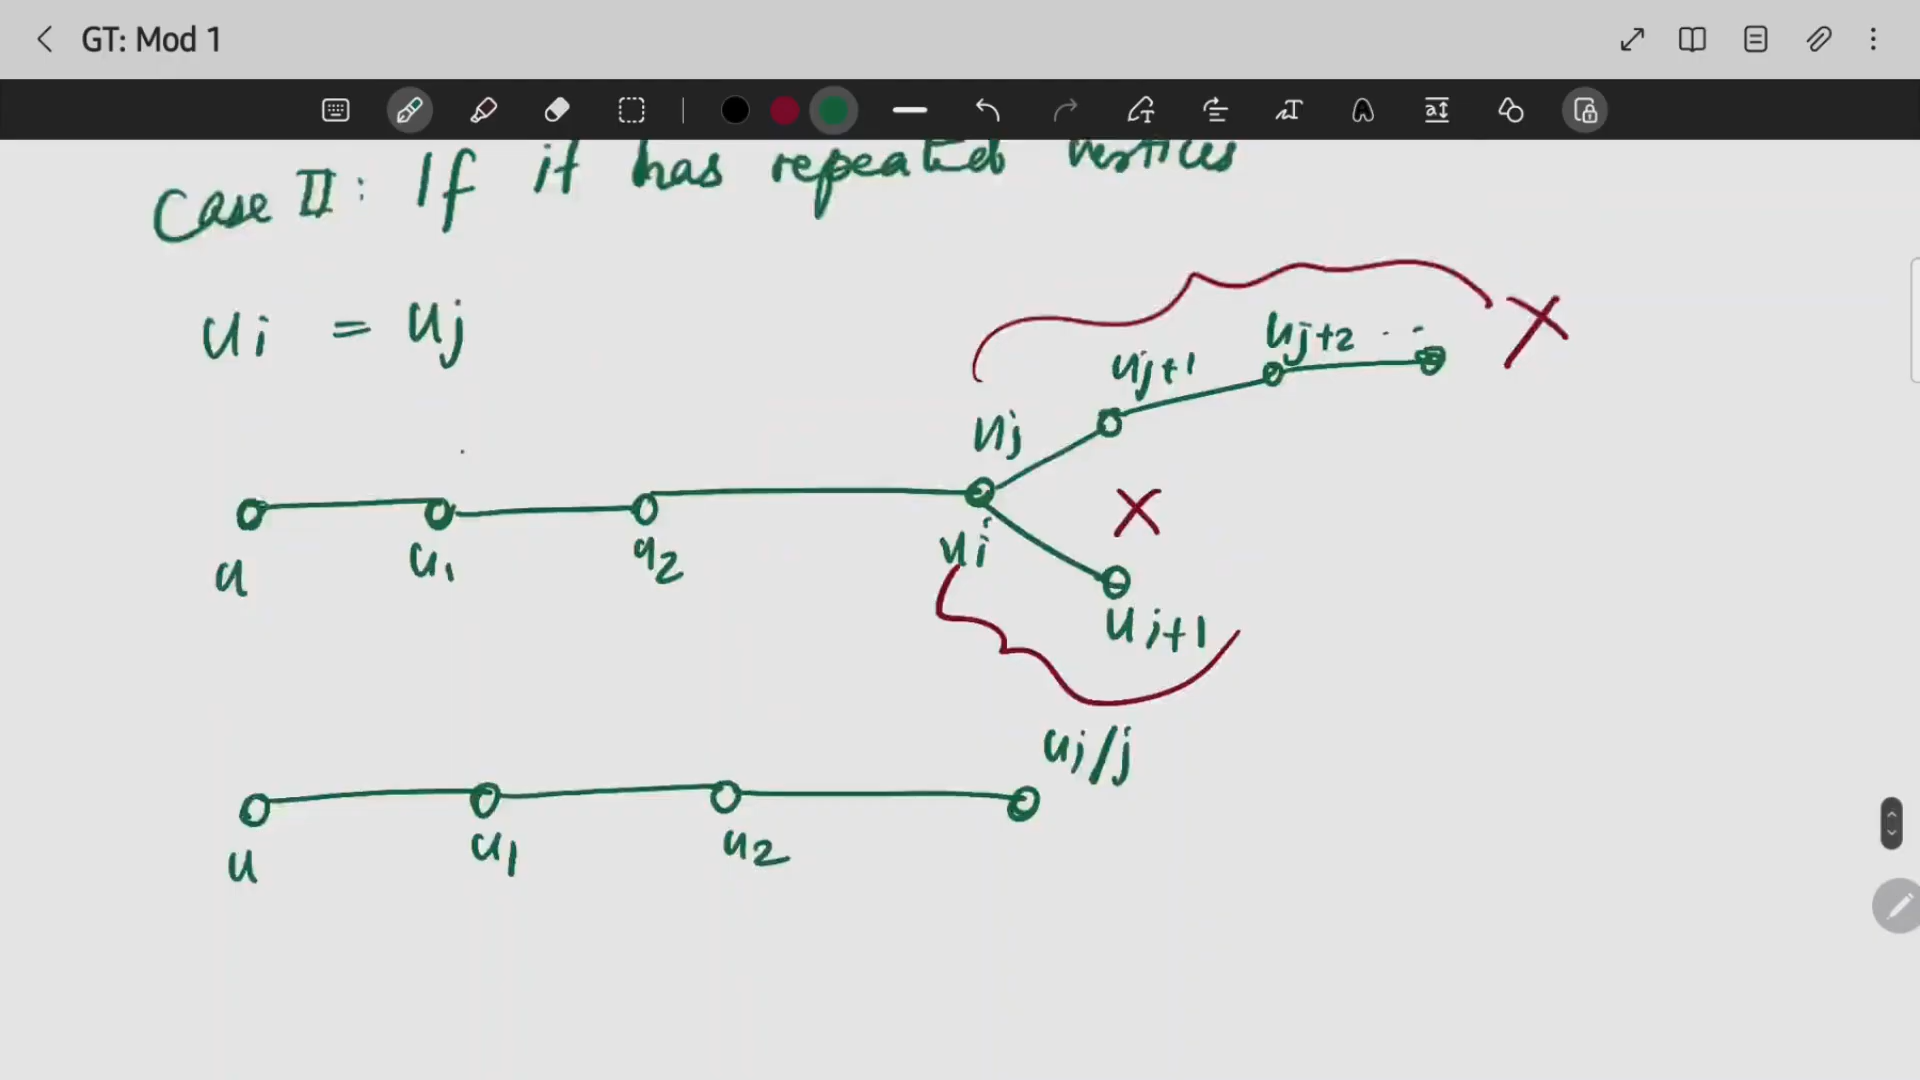 GT: Mod 1
Case II: If it has repeated vertices
ui = uj
uj uj+1 uj+2 ...
u u1 u2 ui ui+1
ui/j
u u1 u2